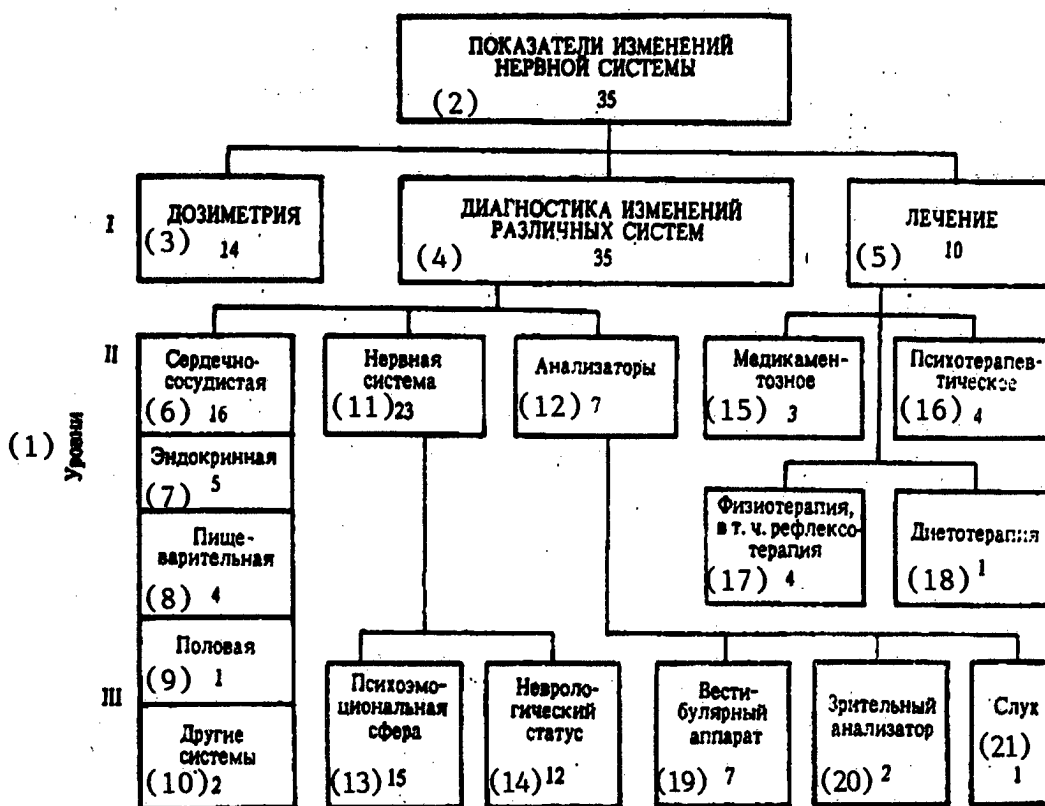 ПОКАЗАТЕЛИ ИЗМЕНЕНИЙ
НЕРВНОЙ СИСТЕМЫ
(2) 35
I
ДОЗИМЕТРИЯ
(3) 14
ДИАГНОСТИКА ИЗМЕНЕНИЙ
РАЗЛИЧНЫХ СИСТЕМ
(4) 35
ЛЕЧЕНИЕ
(5) 10
(1) Уровни
II
Сердечно-
сосудистая
(6) 16
Нервная
система
(11) 23
Анализаторы
(12) 7
Медикамен-
тозное
(15) 3
Психотерапев-
тическое
(16) 4
Эндокринная
(7) 5
Физиотерапия,
в т. ч. рефлексо-
терапия
(17) 4
Диетотерапия
(18) 1
Пище-
варительная
(8) 4
Половая
(9) 1
III
Другие
системы
(10) 2
Психоэмо-
циональная
сфера
(13) 15
Невроло-
гический
статус
(14) 12
Вести-
булярный
аппарат
(19) 7
Зрительный
анализатор
(20) 2
Слух
(21)
1